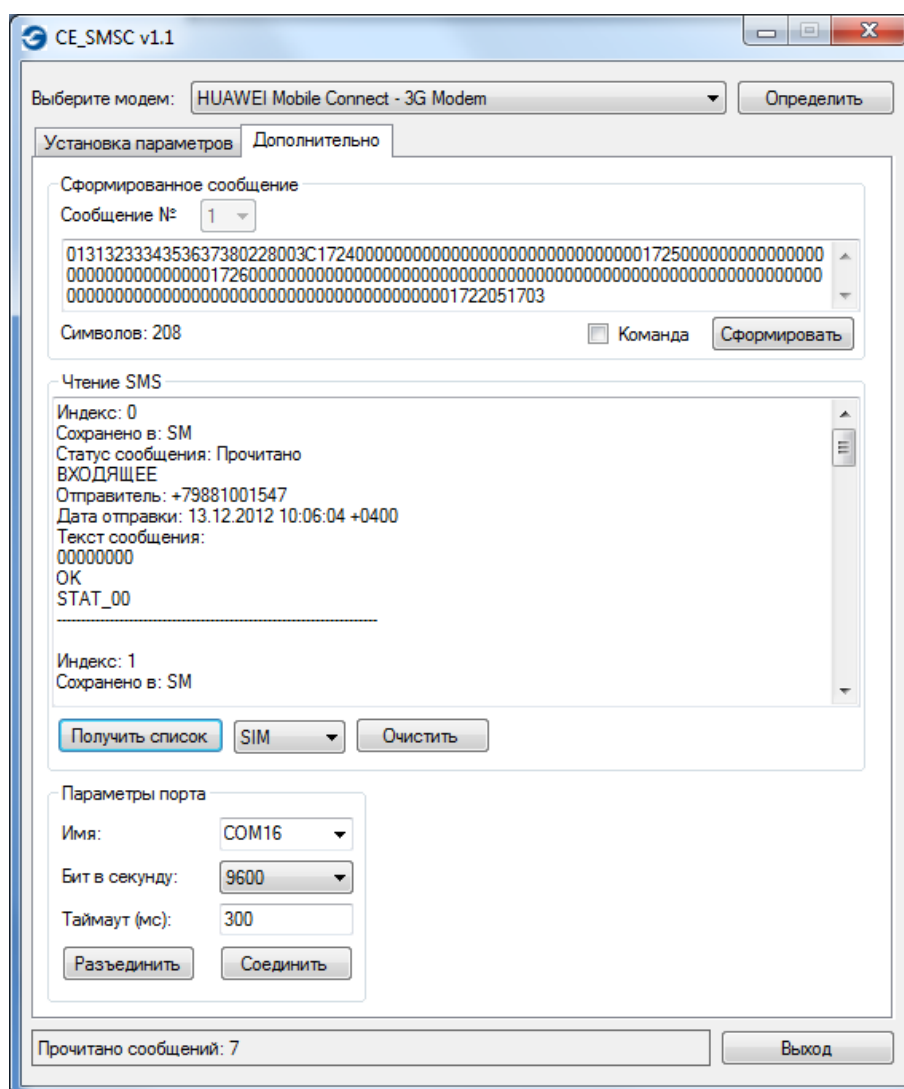 CE_SMSC v1.1
Выберите модем: HUAWEI Mobile Connect - 3G Modem Определить
Установка параметров Дополнительно
Сформированное сообщение
Сообщение № 1
0131323334353637380228003C17240000000000000000000000000000001725000000000000000
0000000000000001726000000000000000000000000000000000000000000000000000000000000
00000000000000000000000000000000000000001722051703
Символов: 208 Команда Сформировать
Чтение SMS
Индекс: 0
Сохранено в: SM
Статус сообщения: Прочитано
ВХОДЯЩЕЕ
Отправитель: +79881001547
Дата отправки: 13.12.2012 10:06:04 +0400
Текст сообщения:
00000000
OK
STAT_00
--------------------------------------------------------------------------------
Индекс: 1
Сохранено в: SM
Получить список SIM Очистить
Параметры порта
Имя: COM16
Бит в секунду: 9600
Таймаут (мс): 300
Разъединить Соединить
Прочитано сообщений: 7 Выход